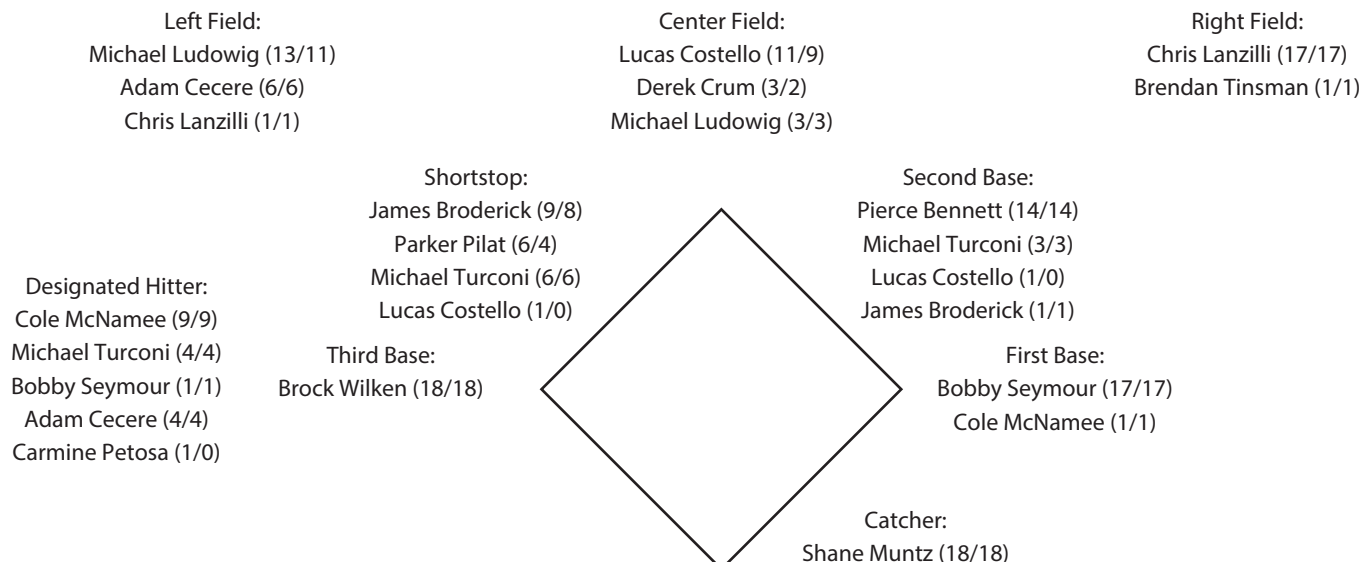 Left Field:
Michael Ludowig (13/11)
Adam Cecere (6/6)
Chris Lanzilli (1/1)
Center Field:
Lucas Costello (11/9)
Derek Crum (3/2)
Michael Ludowig (3/3)
Right Field:
Chris Lanzilli (17/17)
Brendan Tinsman (1/1)
Shortstop:
James Broderick (9/8)
Parker Pilat (6/4)
Michael Turconi (6/6)
Lucas Costello (1/0)
Second Base:
Pierce Bennett (14/14)
Michael Turconi (3/3)
Lucas Costello (1/0)
James Broderick (1/1)
Designated Hitter:
Cole McNamee (9/9)
Michael Turconi (4/4)
Bobby Seymour (1/1)
Adam Cecere (4/4)
Carmine Petosa (1/0)
Third Base:
Brock Wilken (18/18)
First Base:
Bobby Seymour (17/17)
Cole McNamee (1/1)
Catcher:
Shane Muntz (18/18)